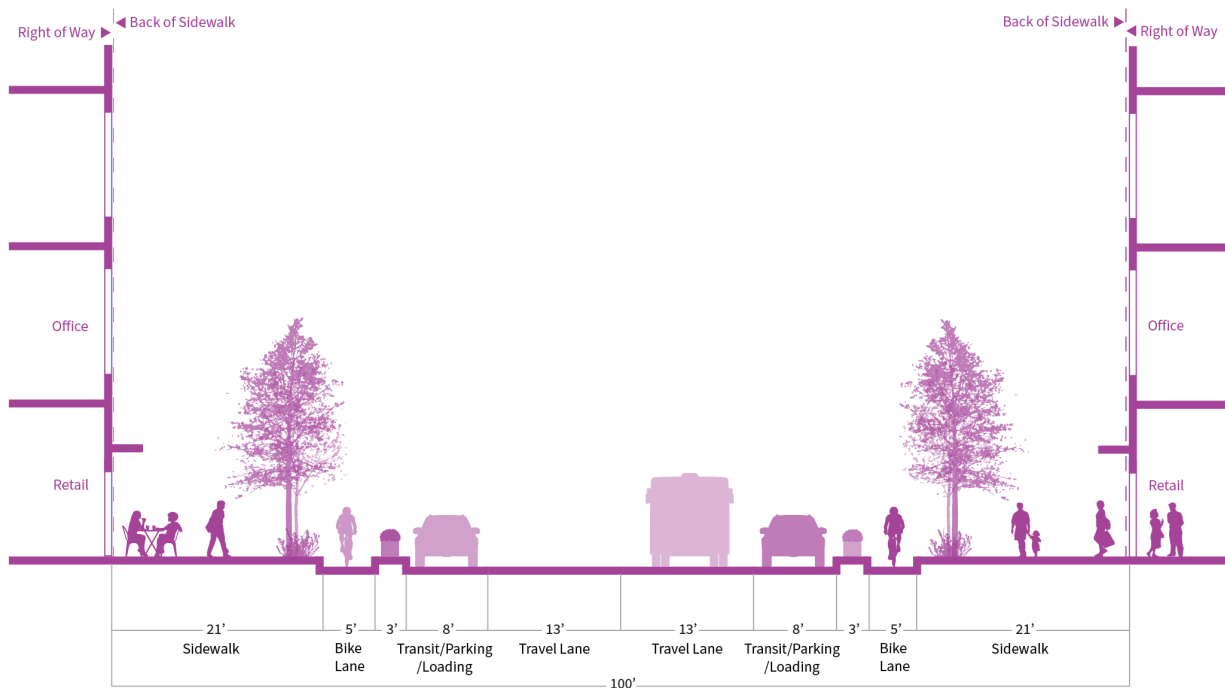 Back of Sidewalk
Right of Way
Back of Sidewalk
Right of Way
Office
Office
Retail
Retail
21’ 5’ 3’ 8’ 13’ 13’ 8’ 3’ 5’ 21’
Sidewalk Bike Transit/Parking Travel Lane Travel Lane Transit/Parking Bike Sidewalk
Lane /Loading /Loading Lane
100’